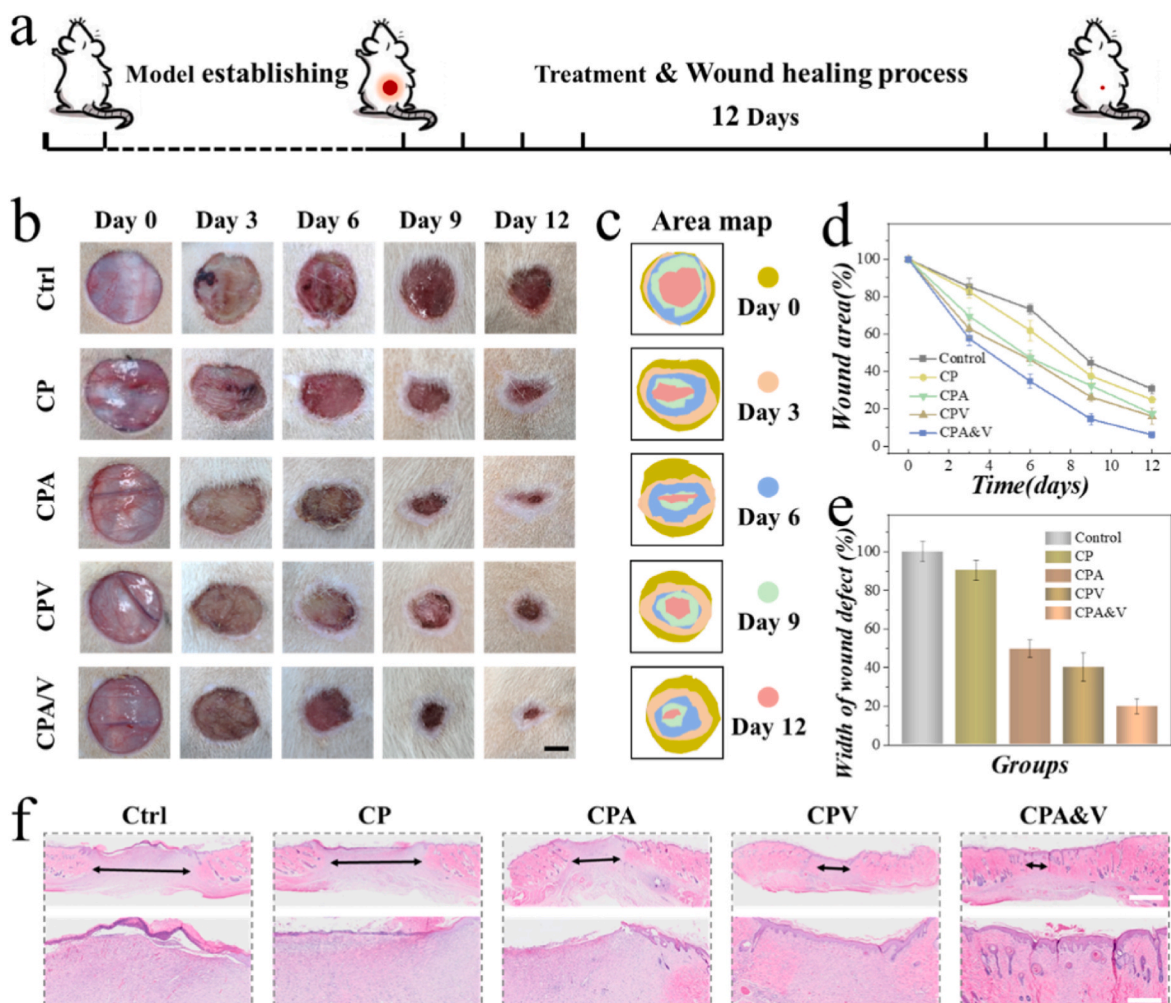 a
Model establishing
Treatment & Wound healing process
12 Days
b
Day 0 Day 3 Day 6 Day 9 Day 12
Ctrl
CP
CPA
CPV
CPA/V
c
Area map
Day 0
Day 3
Day 6
Day 9
Day 12
d
Wound area(%)
100
80
60
40
20
0
Control
CP
CPA
CPV
CPA&V
0 2 4 6 8 10 12
Time(days)
e
Width of wound defect (%)
100
80
60
40
20
0
Control
CP
CPA
CPV
CPA&V
Groups
f
Ctrl CP CPA CPV CPA&V